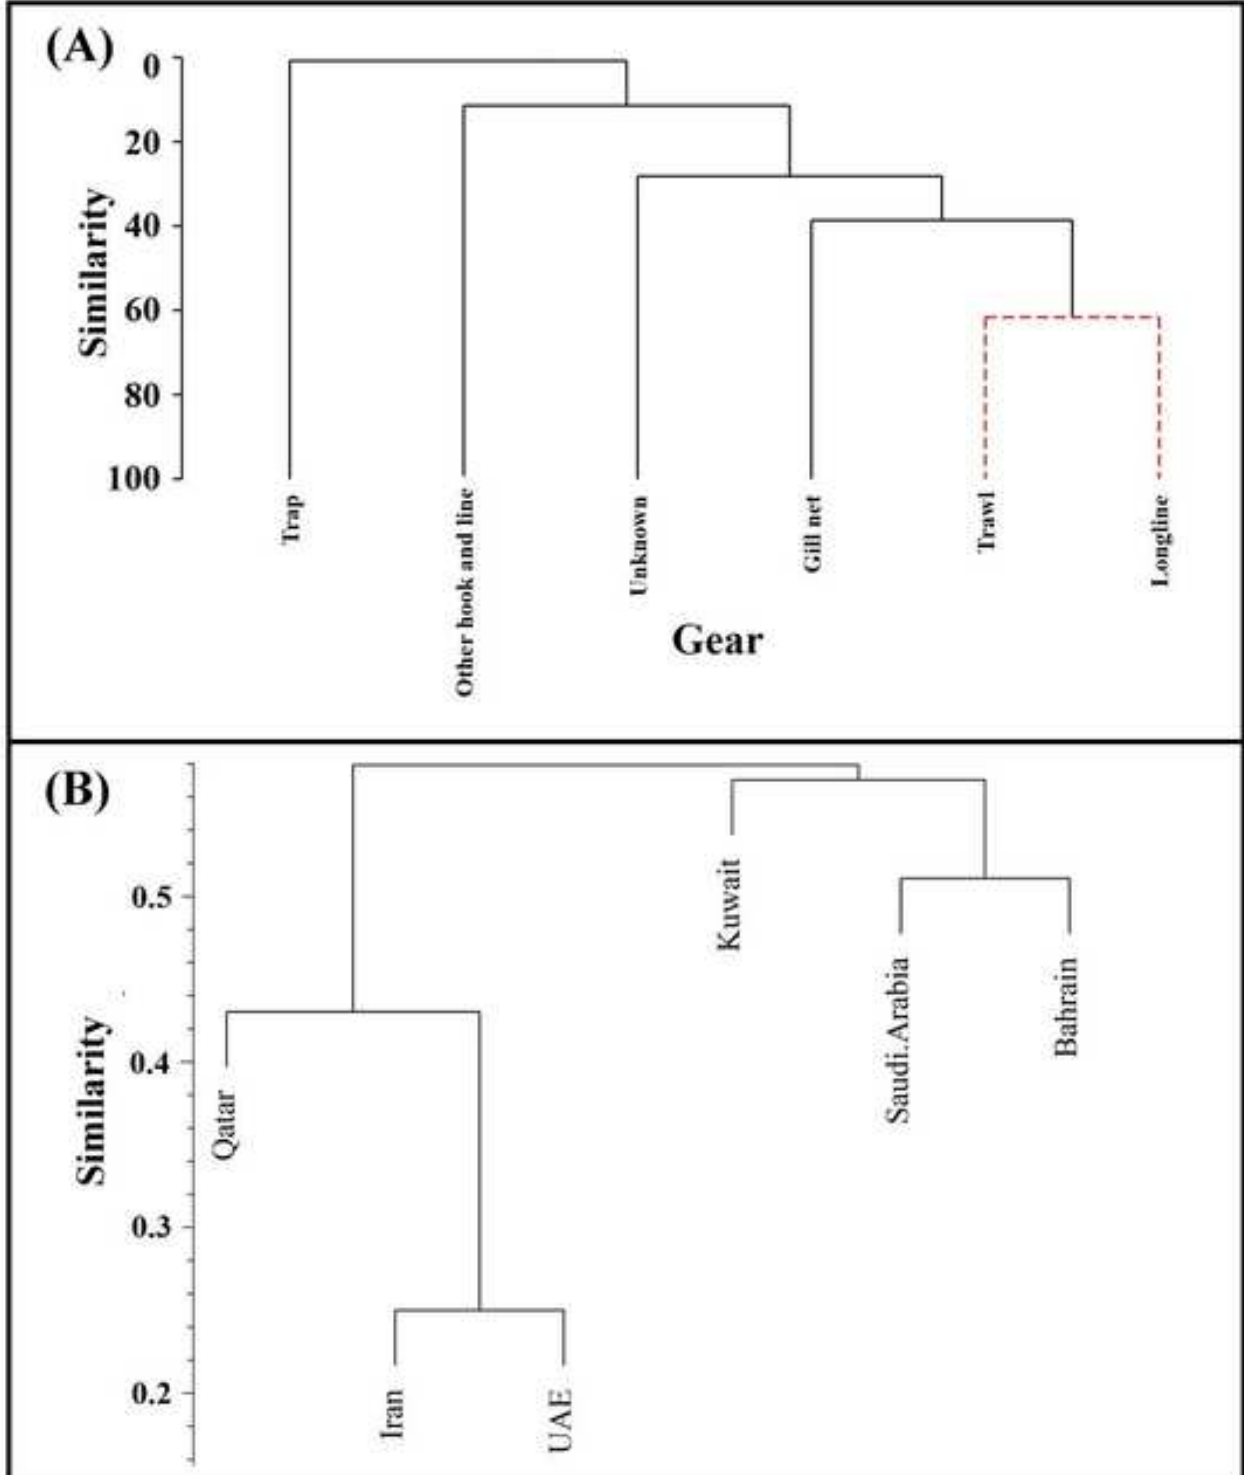 (A)
0
20
40
60
80
100
Similarity
Trap
Other hook and line
Unknown
Gill net
Trawl
Longline
Gear
(B)
0.5
0.4
0.3
0.2
Similarity
Qatar
Iran
UAE
Kuwait
Saudi.Arabia
Bahrain